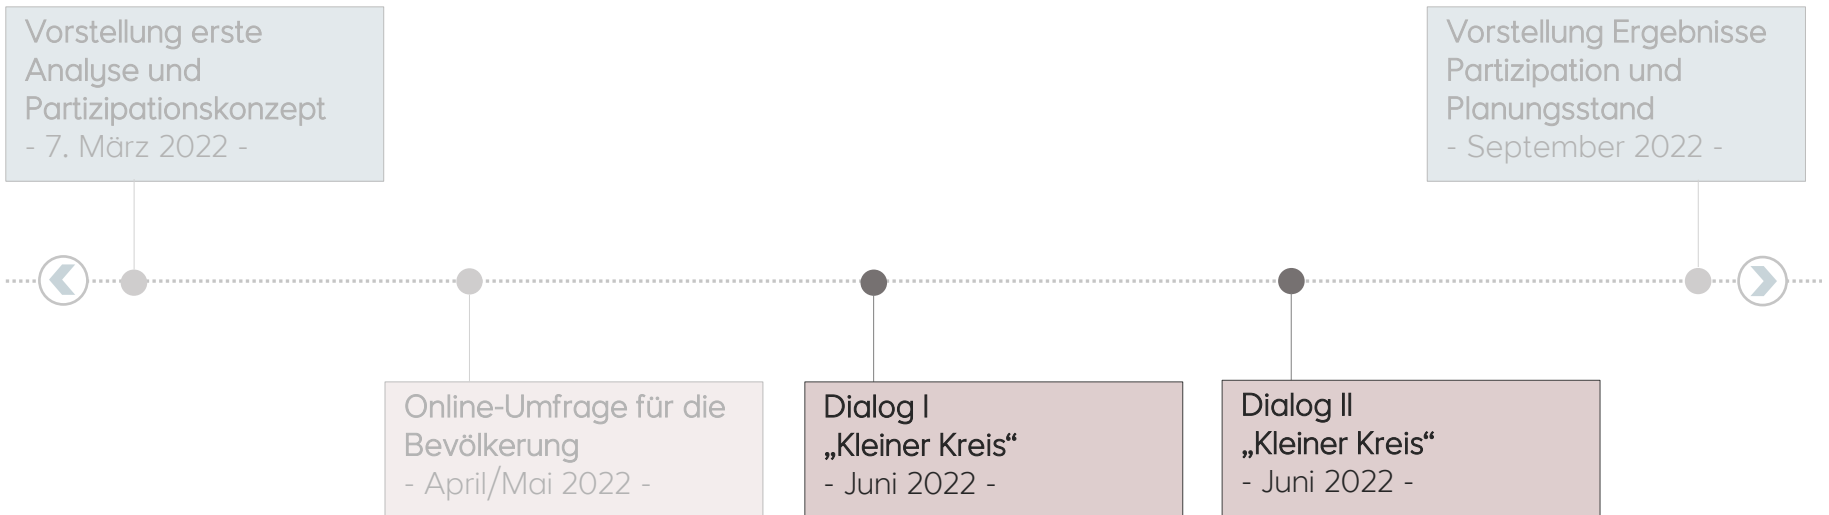 Vorstellung erste
Analyse und
Partizipationskonzept
- 7. März 2022 -
Vorstellung Ergebnisse
Partizipation und
Planungsstand
- September 2022 -
Online-Umfrage für die
Bevölkerung
- April/Mai 2022 -
Dialog I
„Kleiner Kreis“
- Juni 2022 -
Dialog II
„Kleiner Kreis“
- Juni 2022 -